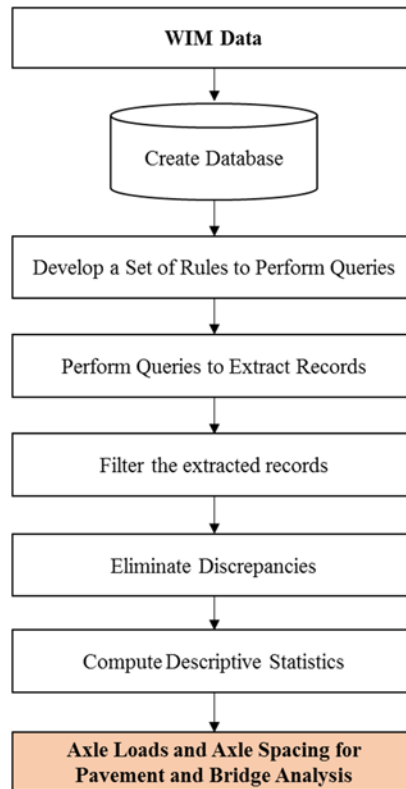 WIM Data
Create Database
Develop a Set of Rules to Perform Queries
Perform Queries to Extract Records
Filter the extracted records
Eliminate Discrepancies
Compute Descriptive Statistics
Axle Loads and Axle Spacing for
Pavement and Bridge Analysis